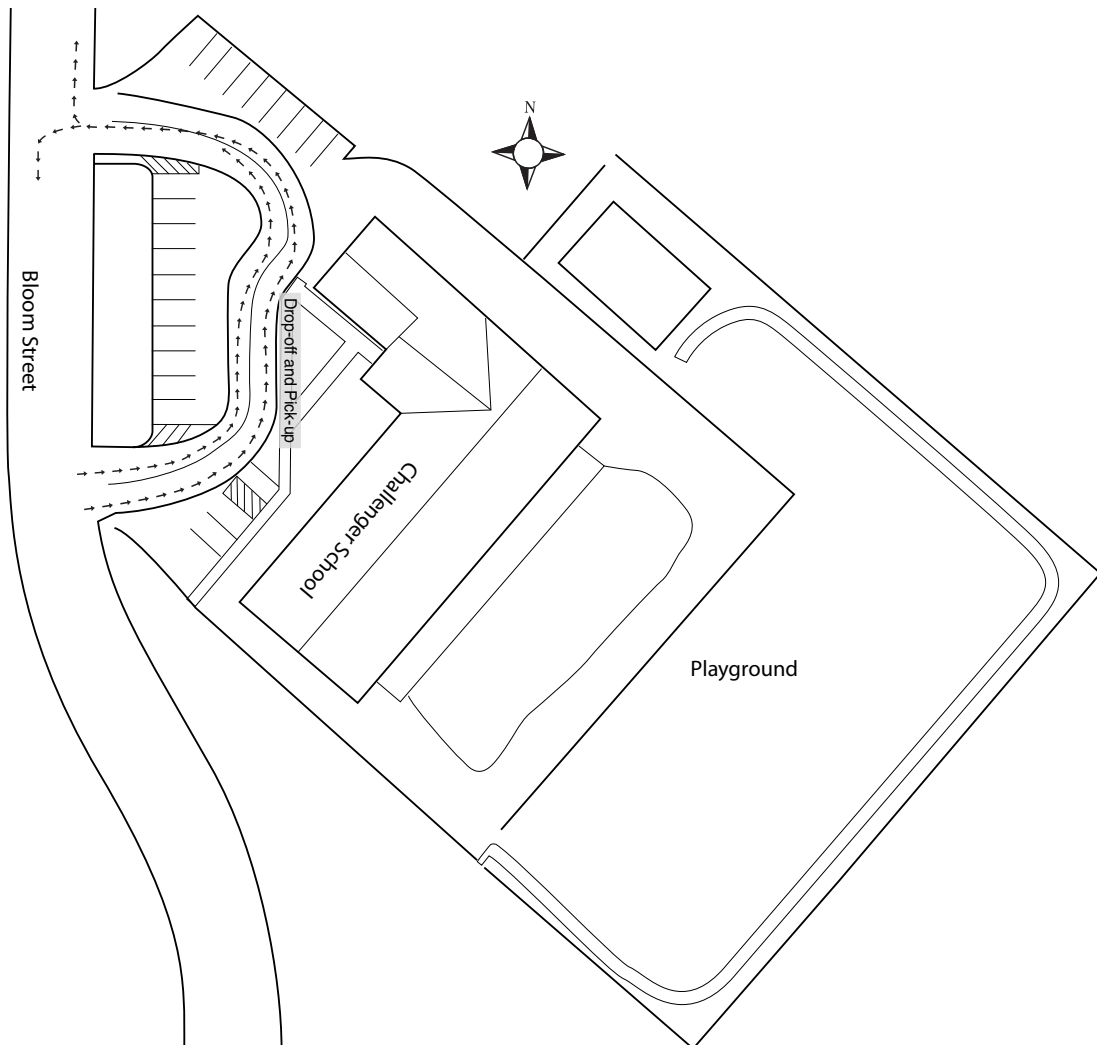 N
Bloom Street
Drop-off and Pick-up
Challenger School
Playground